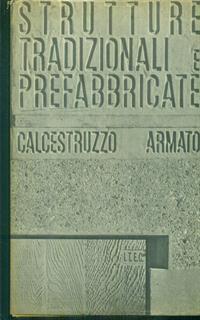 STRUTTURE
TRADIZIONALI E
PREFABBRICATE
CALCESTRUZZO ARMATO
I.T.E.C.